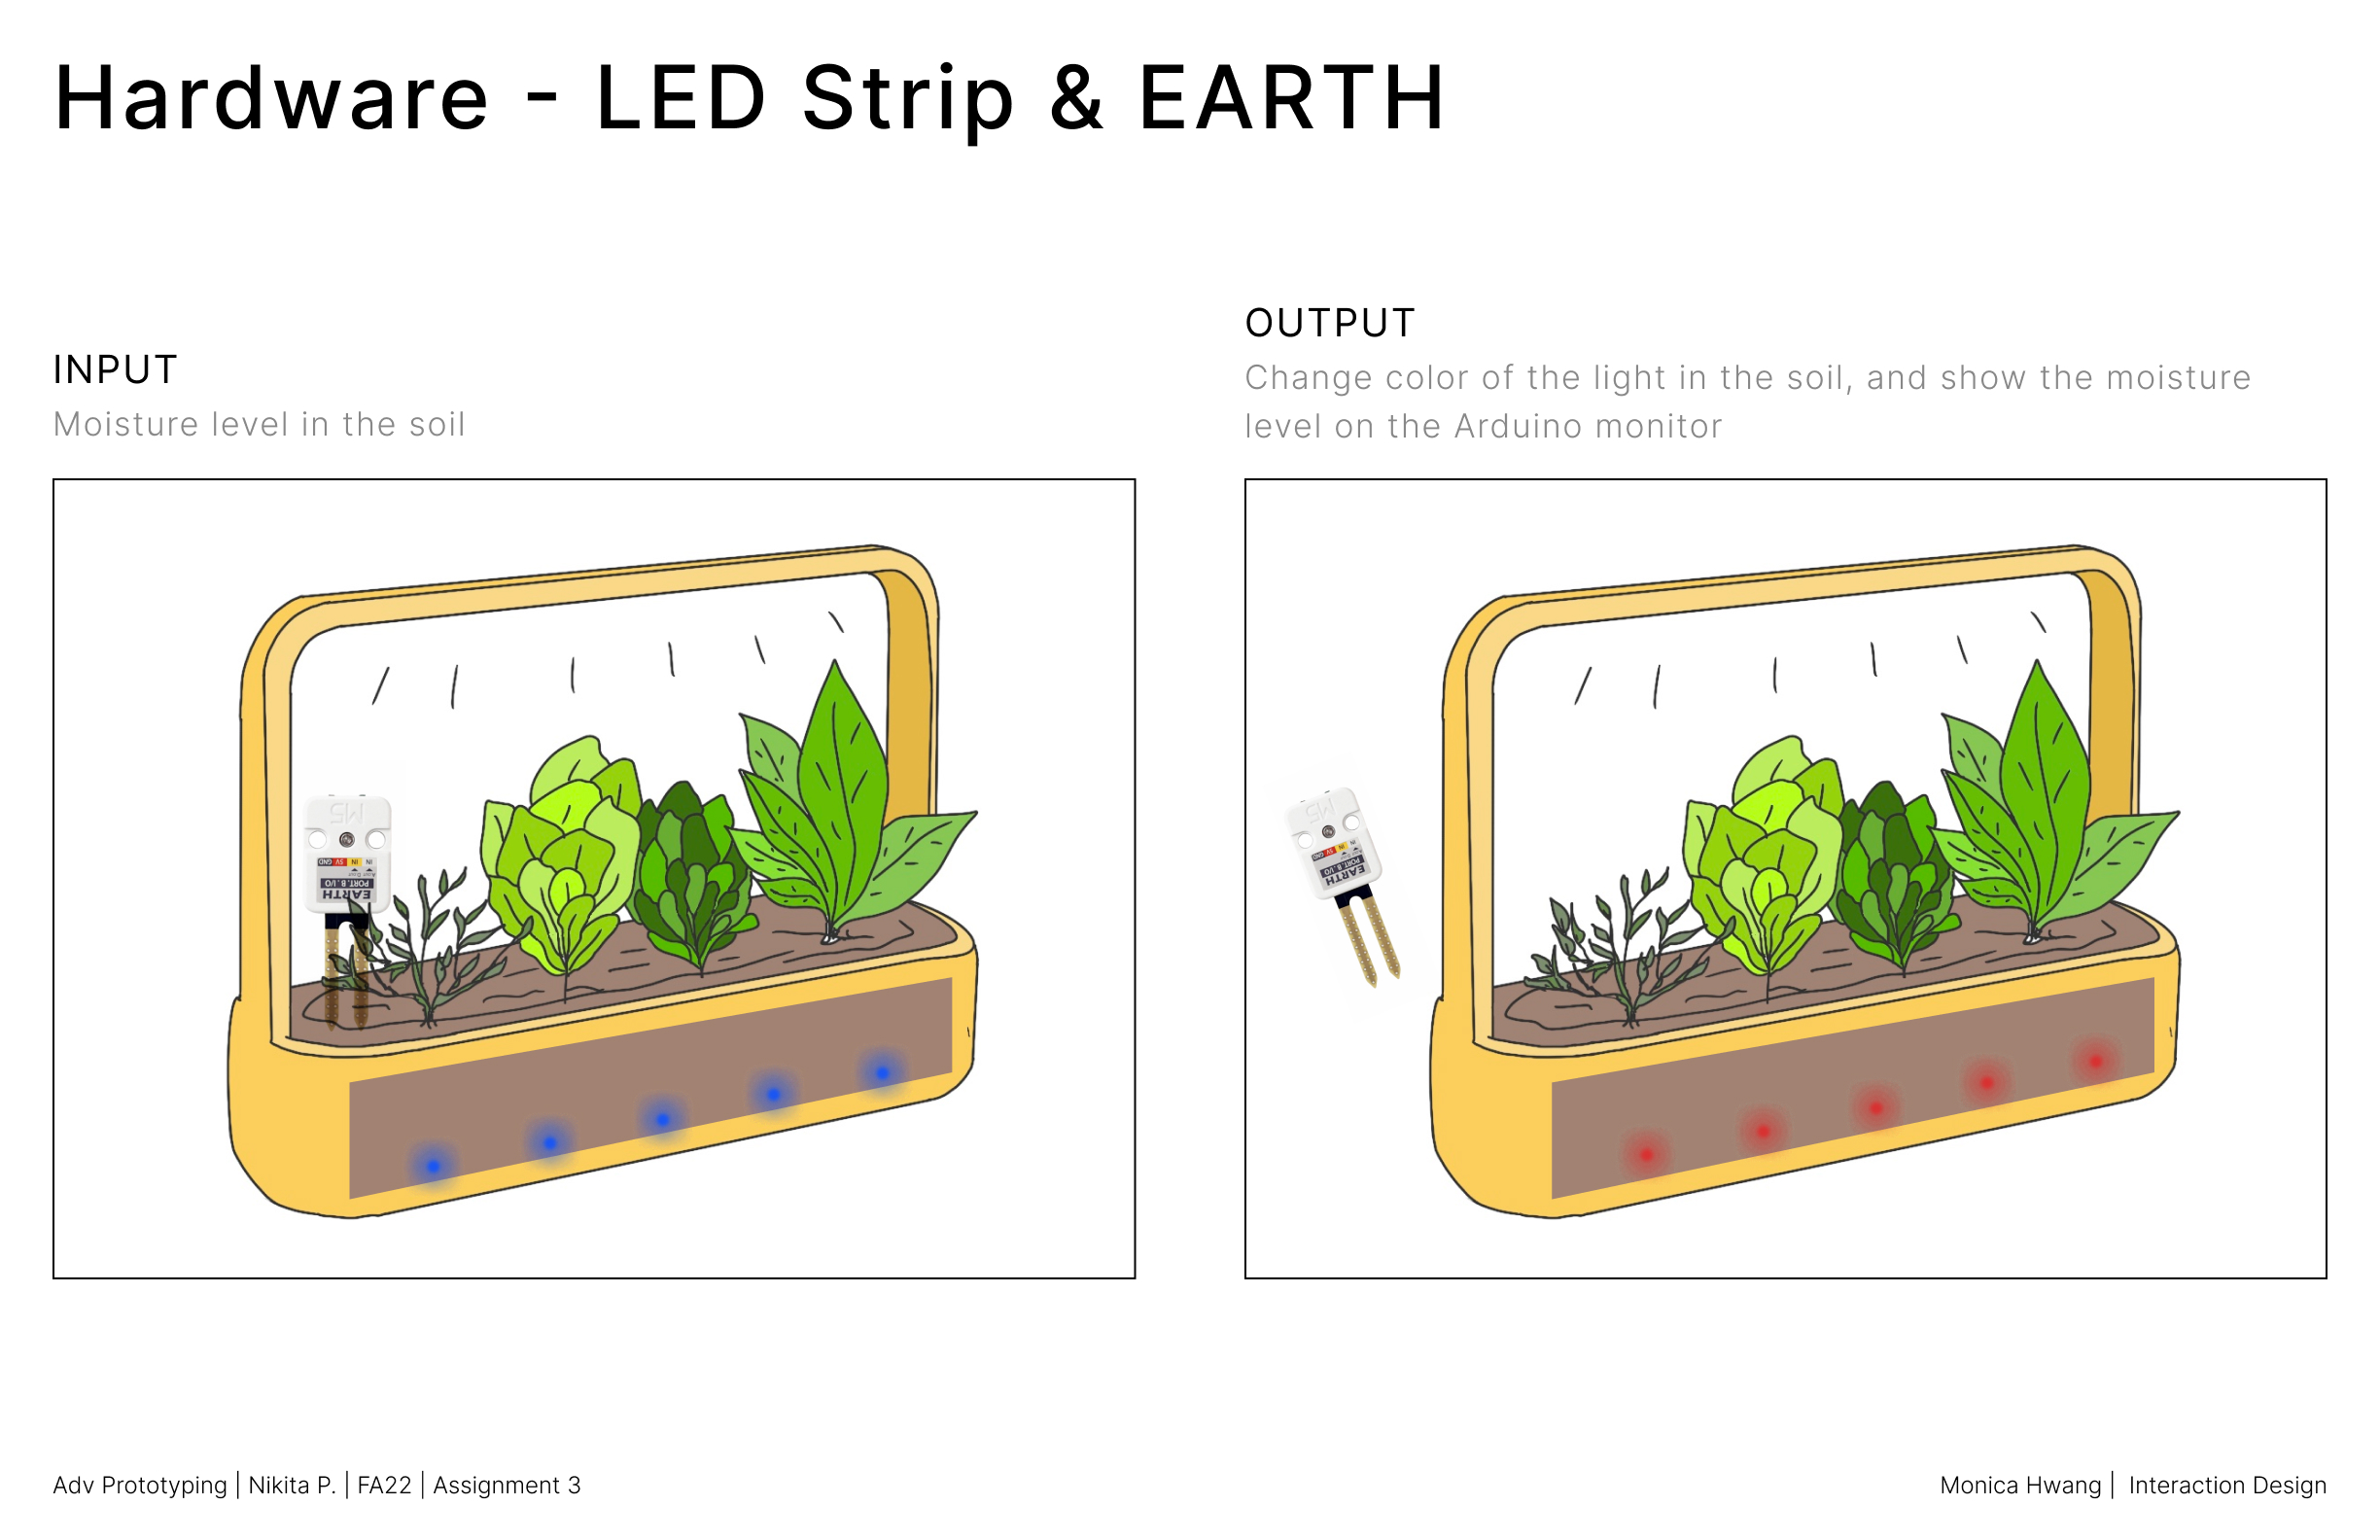 Hardware - LED Strip & EARTH
INPUT
Moisture level in the soil
OUTPUT
Change color of the light in the soil, and show the moisture
level on the Arduino monitor
M5
GND 5V IN IN
PORT. B I/O
EARTH
M5
GND 5V IN IN
PORT. B I/O
EARTH
Adv Prototyping | Nikita P. | FA22 | Assignment 3
Monica Hwang | Interaction Design